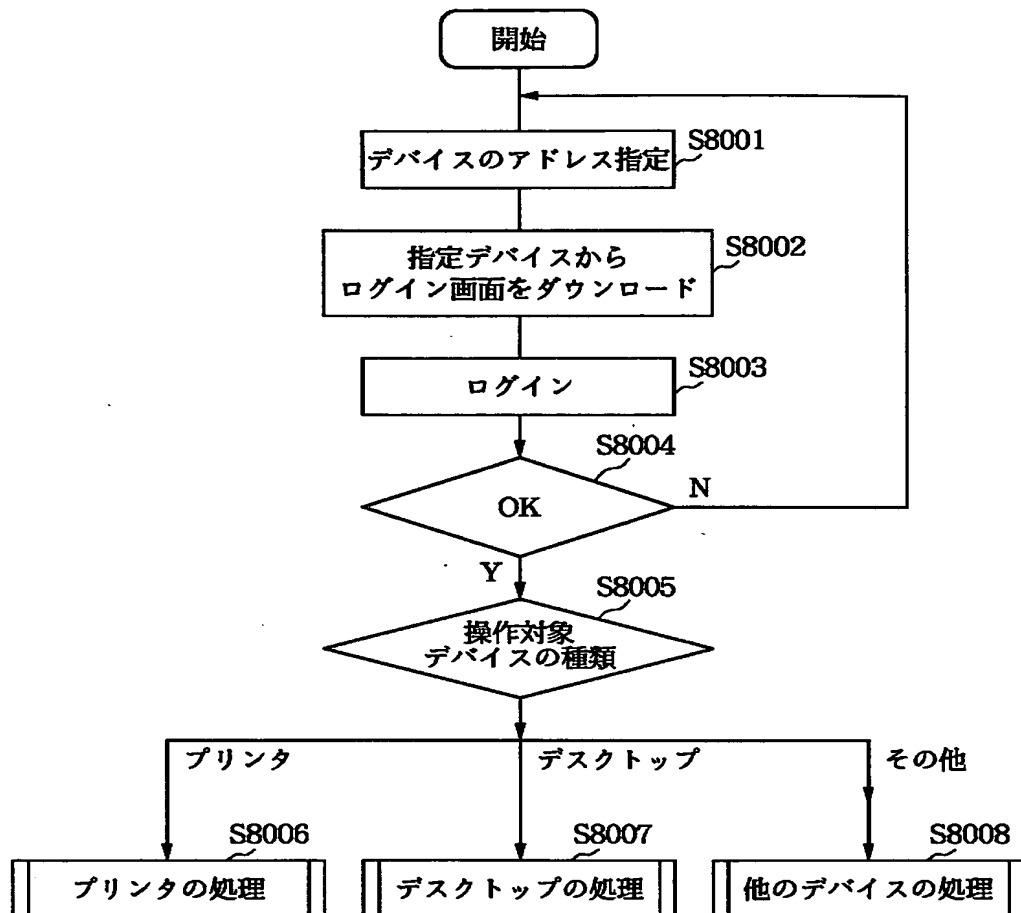 開始
デバイスのアドレス指定
S8001
指定デバイスから
ログイン画面をダウンロード
S8002
ログイン
S8003
S8004
OK
N
Y
S8005
操作対象
デバイスの種類
プリンタ
デスクトップ
その他
S8006
S8007
S8008
プリンタの処理
デスクトップの処理
他のデバイスの処理